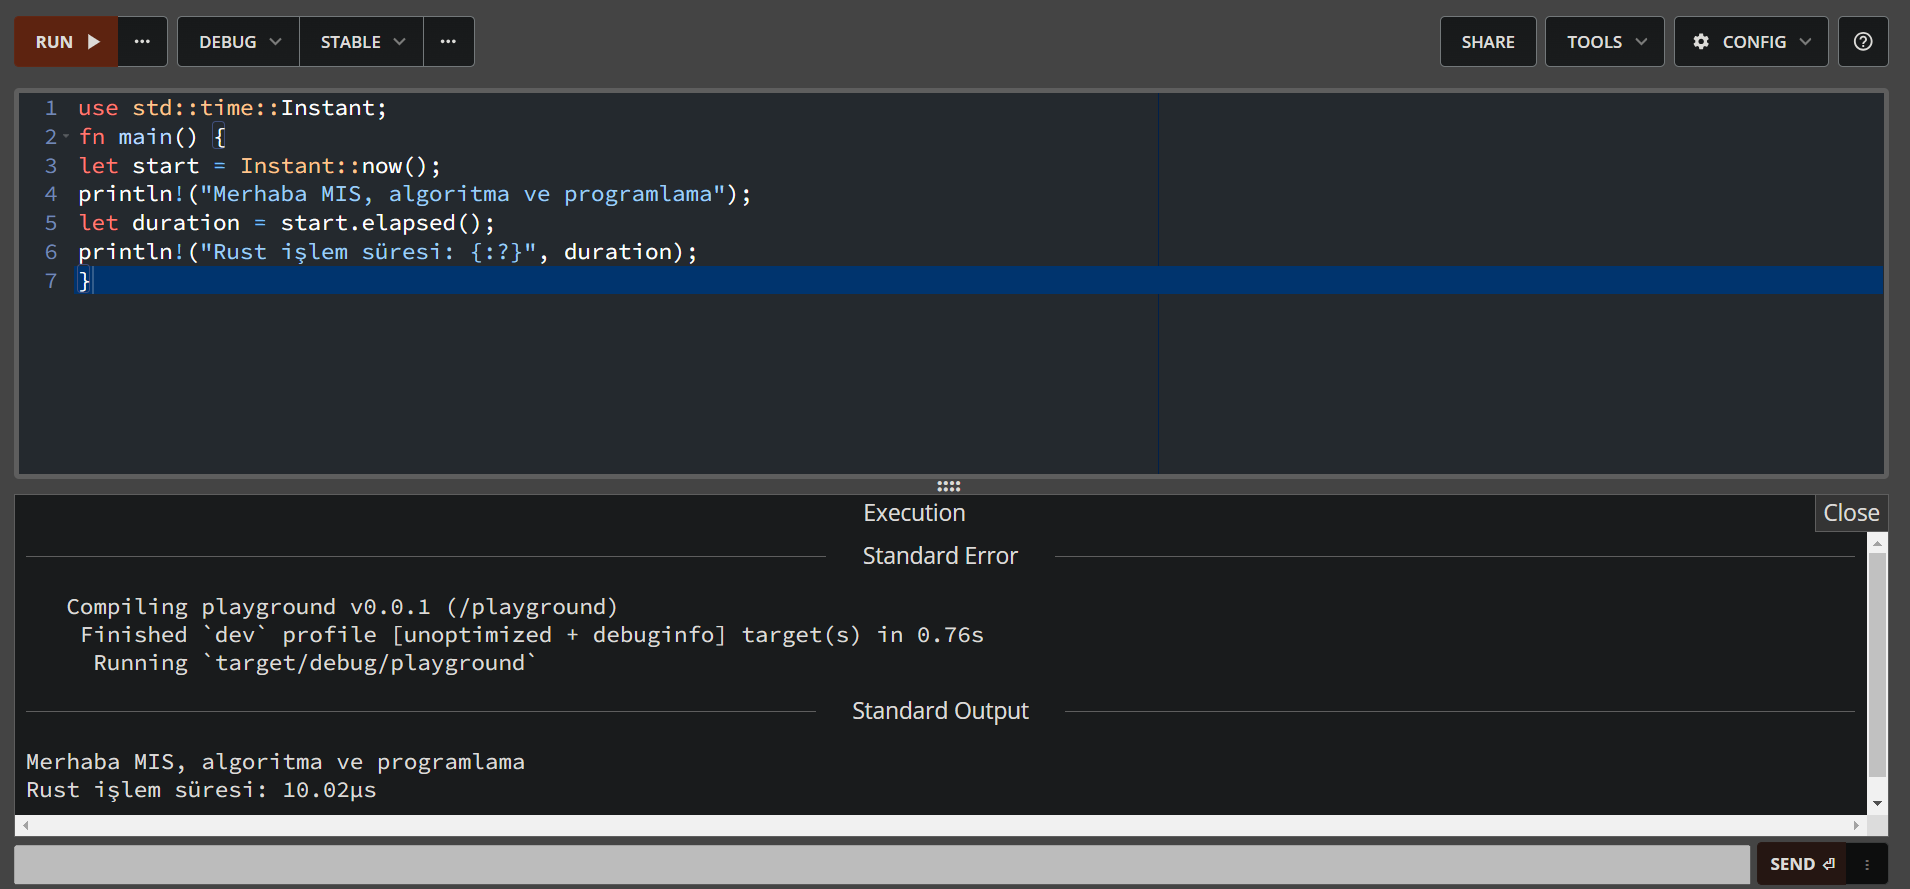 RUN ··· DEBUG STABLE ··· SHARE TOOLS CONFIG ?
1 use std::time::Instant;
2 fn main() {
3 let start = Instant::now();
4 println!("Merhaba MIS, algoritma ve programlama");
5 let duration = start.elapsed();
6 println!("Rust işlem süresi: {:?}", duration);
7 }
Execution Close
Standard Error
Compiling playground v0.0.1 (/playground)
Finished `dev` profile [unoptimized + debuginfo] target(s) in 0.76s
Running `target/debug/playground`
Standard Output
Merhaba MIS, algoritma ve programlama
Rust işlem süresi: 10.02µs
SEND